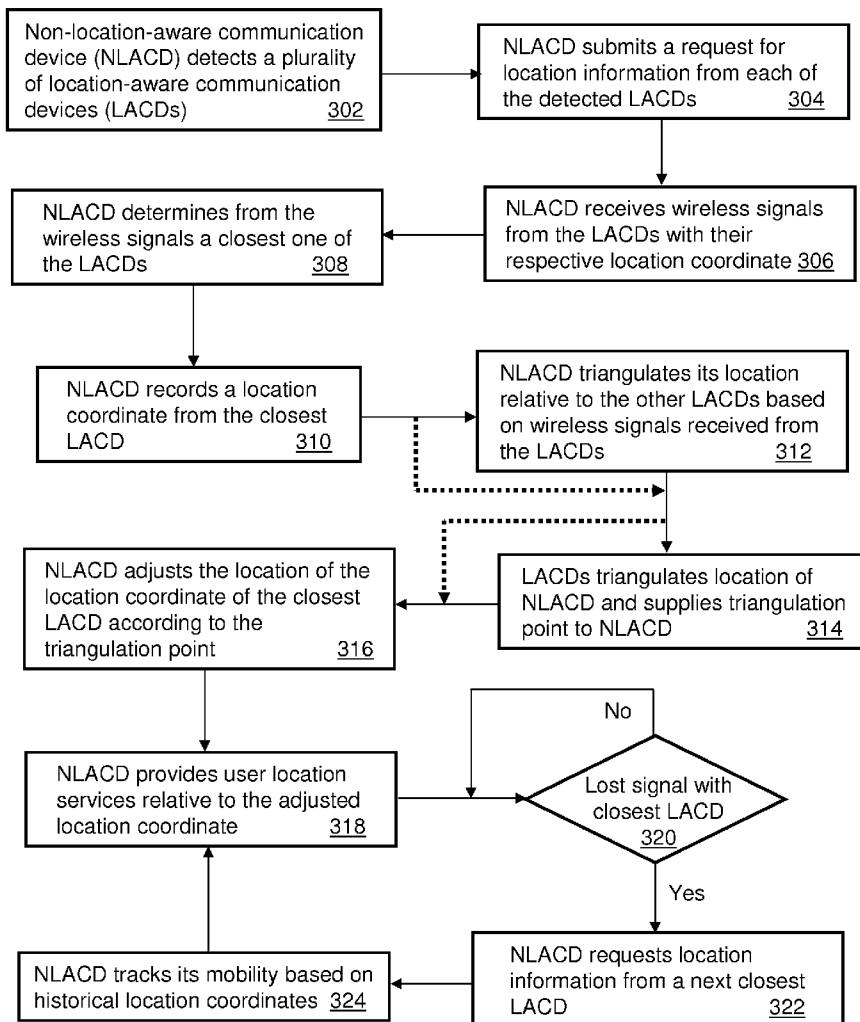 Non-location-aware communication
device (NLACD) detects a plurality
of location-aware communication
devices (LACDs) 302
NLACD submits a request for
location information from each of
the detected LACDs 304
NLACD receives wireless signals
from the LACDs with their
respective location coordinate 306
NLACD determines from the
wireless signals a closest one of
the LACDs 308
NLACD records a location
coordinate from the closest
LACD 310
NLACD triangulates its location
relative to the other LACDs based
on wireless signals received from
the LACDs 312
LACDs triangulates location of
NLACD and supplies triangulation
point to NLACD 314
NLACD adjusts the location of the
location coordinate of the closest
LACD according to the
triangulation point 316
NLACD provides user location
services relative to the adjusted
location coordinate 318
No
Lost signal with
closest LACD
320
Yes
NLACD requests location
information from a next closest
LACD 322
NLACD tracks its mobility based on
historical location coordinates 324